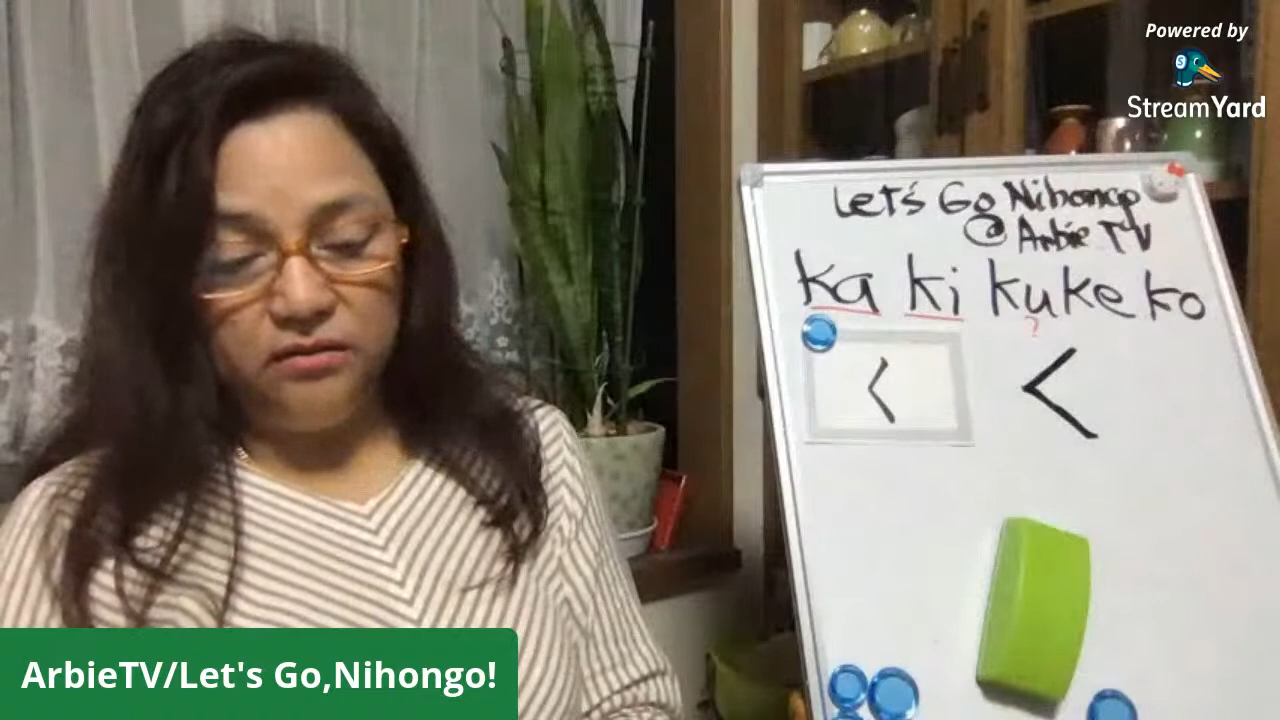 Powered by
StreamYard
Let's Go Nihongo
@ Arbie TV
ka ki ku ke ko
?
く く
ArbieTV/Let's Go,Nihongo!